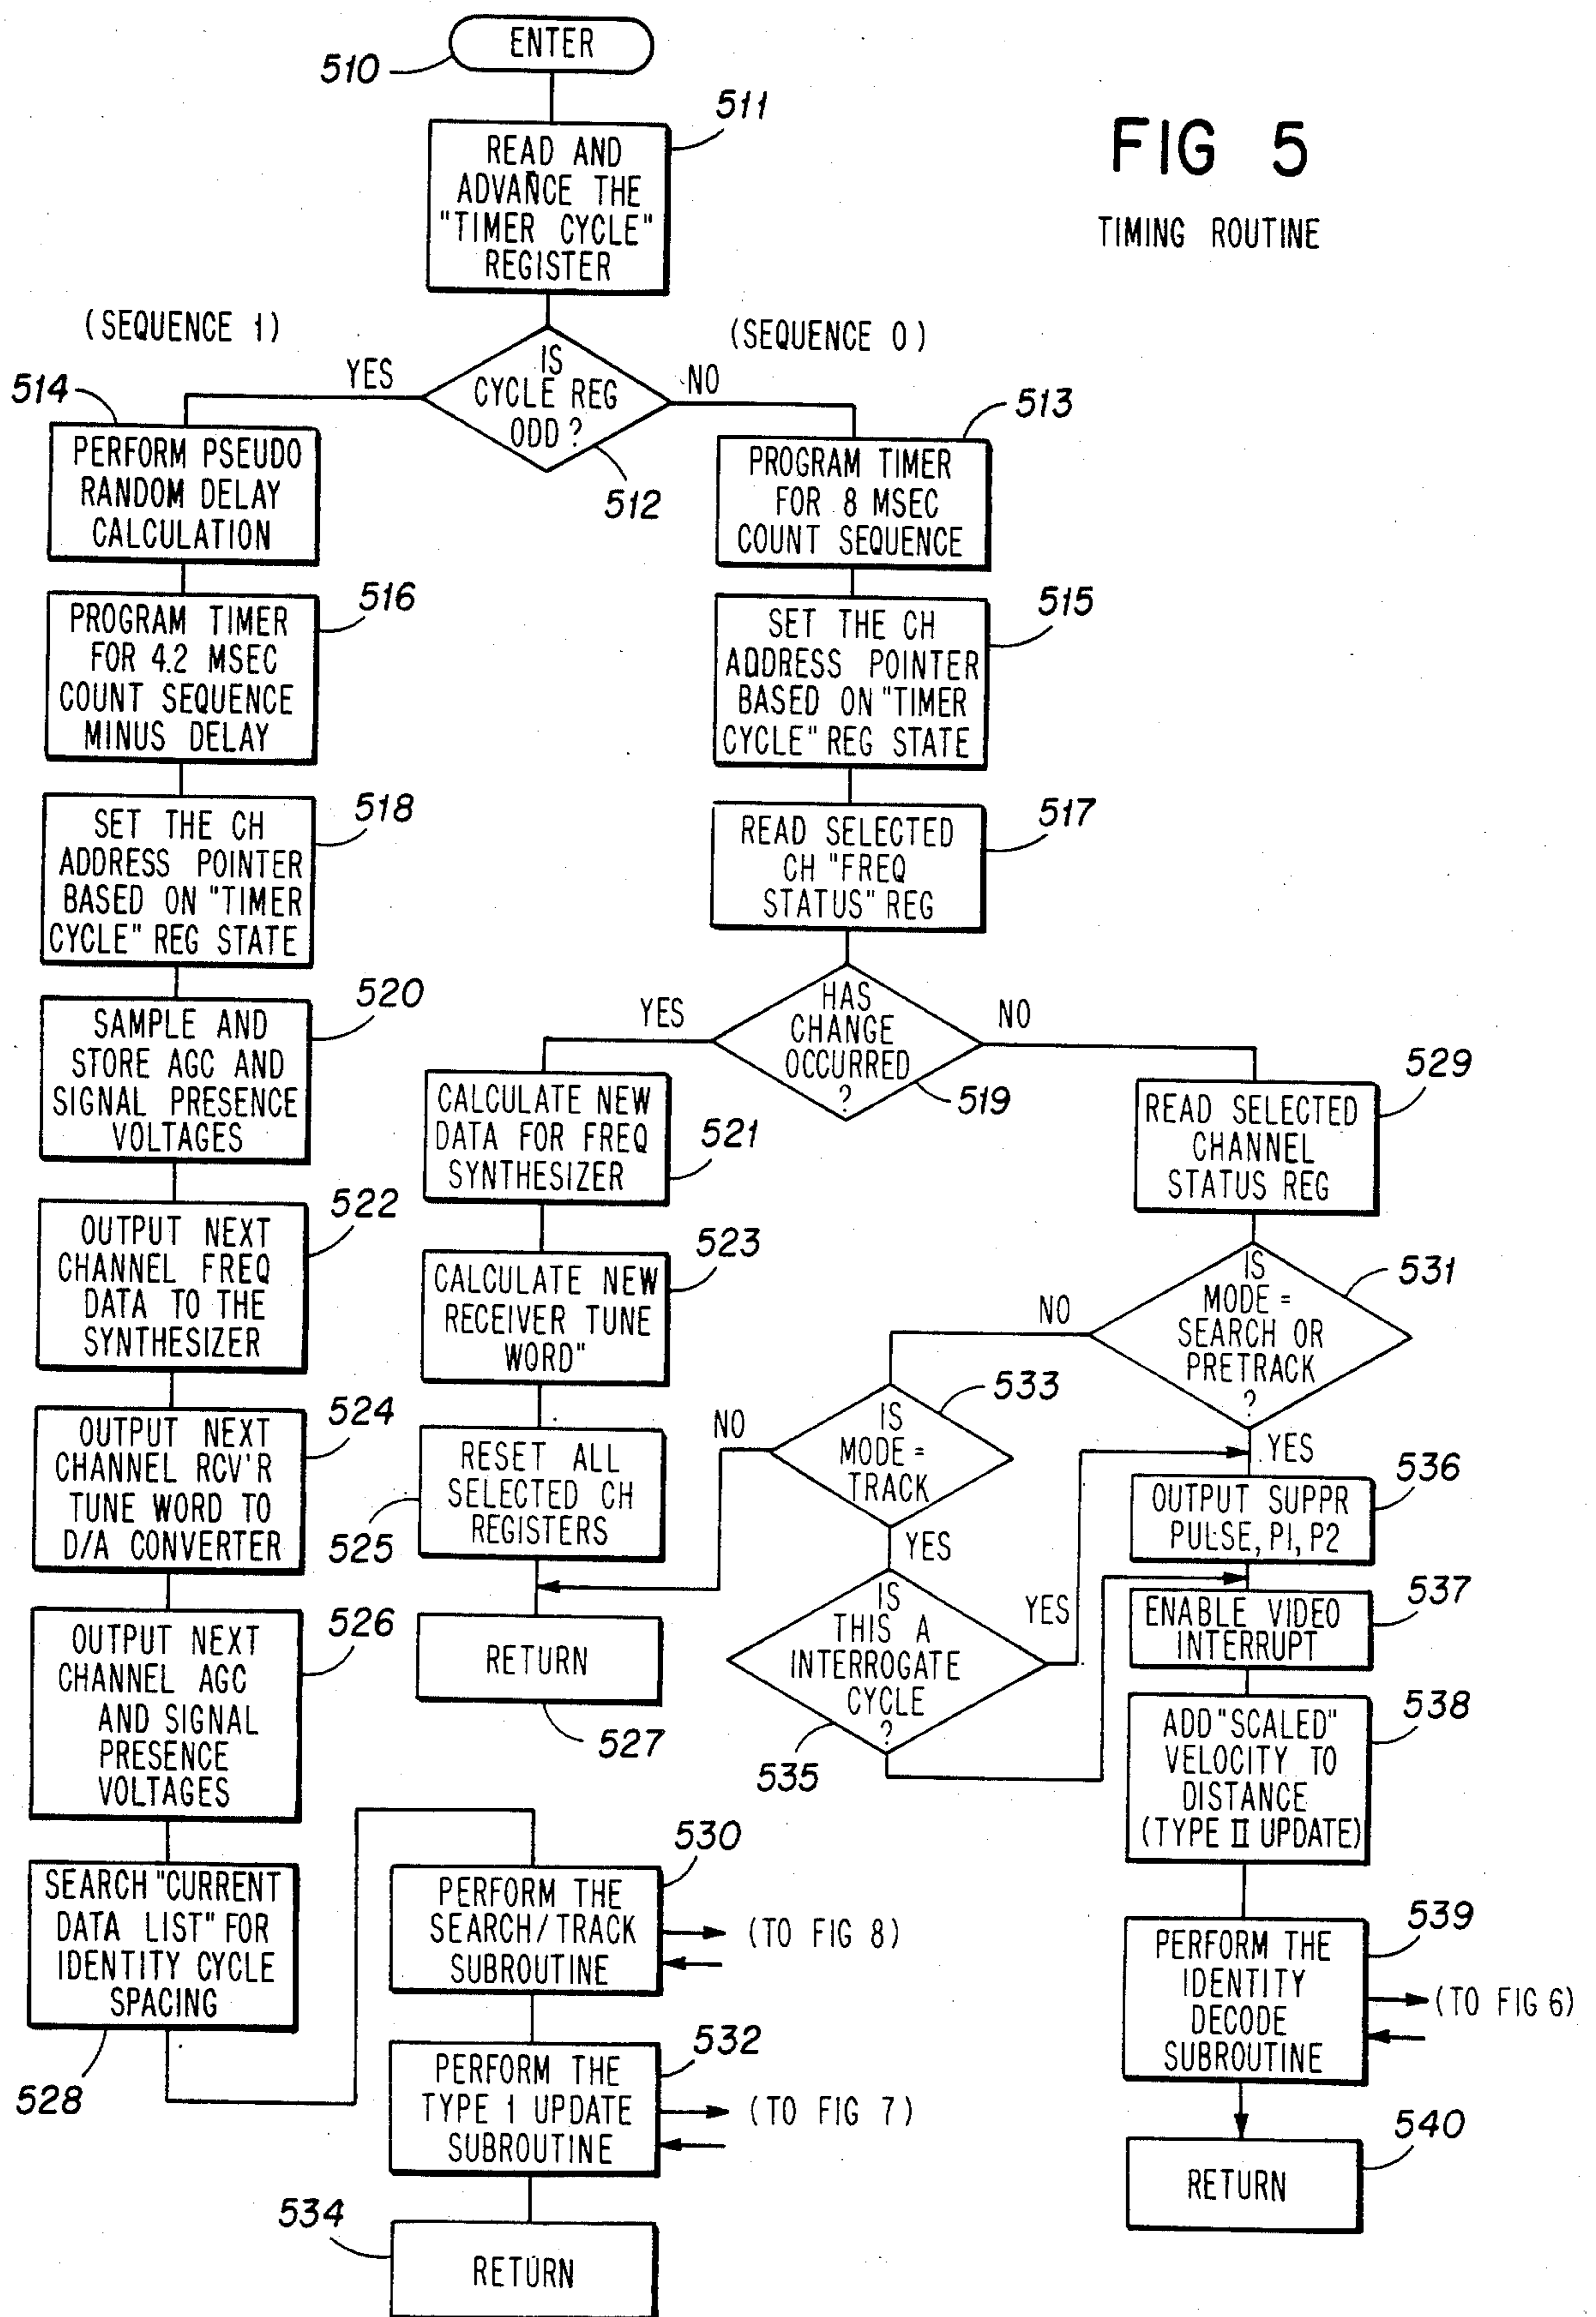 ENTER
510
511
READ AND
ADVANCE THE
"TIMER CYCLE"
REGISTER
FIG 5
TIMING ROUTINE
(SEQUENCE 1)
(SEQUENCE 0)
YES
IS
CYCLE REG
ODD?
NO
512
514
PERFORM PSEUDO
RANDOM DELAY
CALCULATION
516
PROGRAM TIMER
FOR 4.2 MSEC
COUNT SEQUENCE
MINUS DELAY
518
SET THE CH
ADDRESS POINTER
BASED ON "TIMER
CYCLE" REG STATE
520
SAMPLE AND
STORE AGC AND
SIGNAL PRESENCE
VOLTAGES
522
OUTPUT NEXT
CHANNEL FREQ
DATA TO THE
SYNTHESIZER
524
OUTPUT NEXT
CHANNEL RCV'R
TUNE WORD TO
D/A CONVERTER
526
OUTPUT NEXT
CHANNEL AGC
AND SIGNAL
PRESENCE
VOLTAGES
SEARCH "CURRENT
DATA LIST" FOR
IDENTITY CYCLE
SPACING
528
530
PERFORM THE
SEARCH/TRACK
SUBROUTINE
(TO FIG 8)
532
PERFORM THE
TYPE 1 UPDATE
SUBROUTINE
(TO FIG 7)
534
RETURN
513
PROGRAM TIMER
FOR 8 MSEC
COUNT SEQUENCE
515
SET THE CH
ADDRESS POINTER
BASED ON "TIMER
CYCLE" REG STATE
517
READ SELECTED
CH "FREQ
STATUS" REG
YES
HAS
CHANGE
OCCURRED
?
NO
519
CALCULATE NEW
DATA FOR FREQ
SYNTHESIZER
521
523
CALCULATE NEW
RECEIVER TUNE
WORD"
RESET ALL
SELECTED CH
REGISTERS
525
RETURN
527
529
READ SELECTED
CHANNEL
STATUS REG
531
IS
MODE =
SEARCH OR
PRETRACK
?
NO
YES
533
IS
MODE =
TRACK
NO
YES
IS
THIS A
INTERROGATE
CYCLE
?
YES
535
536
OUTPUT SUPPR
PULSE, P1, P2
537
ENABLE VIDEO
INTERRUPT
538
ADD "SCALED"
VELOCITY TO
DISTANCE
(TYPE II UPDATE)
539
PERFORM THE
IDENTITY
DECODE
SUBROUTINE
(TO FIG 6)
540
RETURN